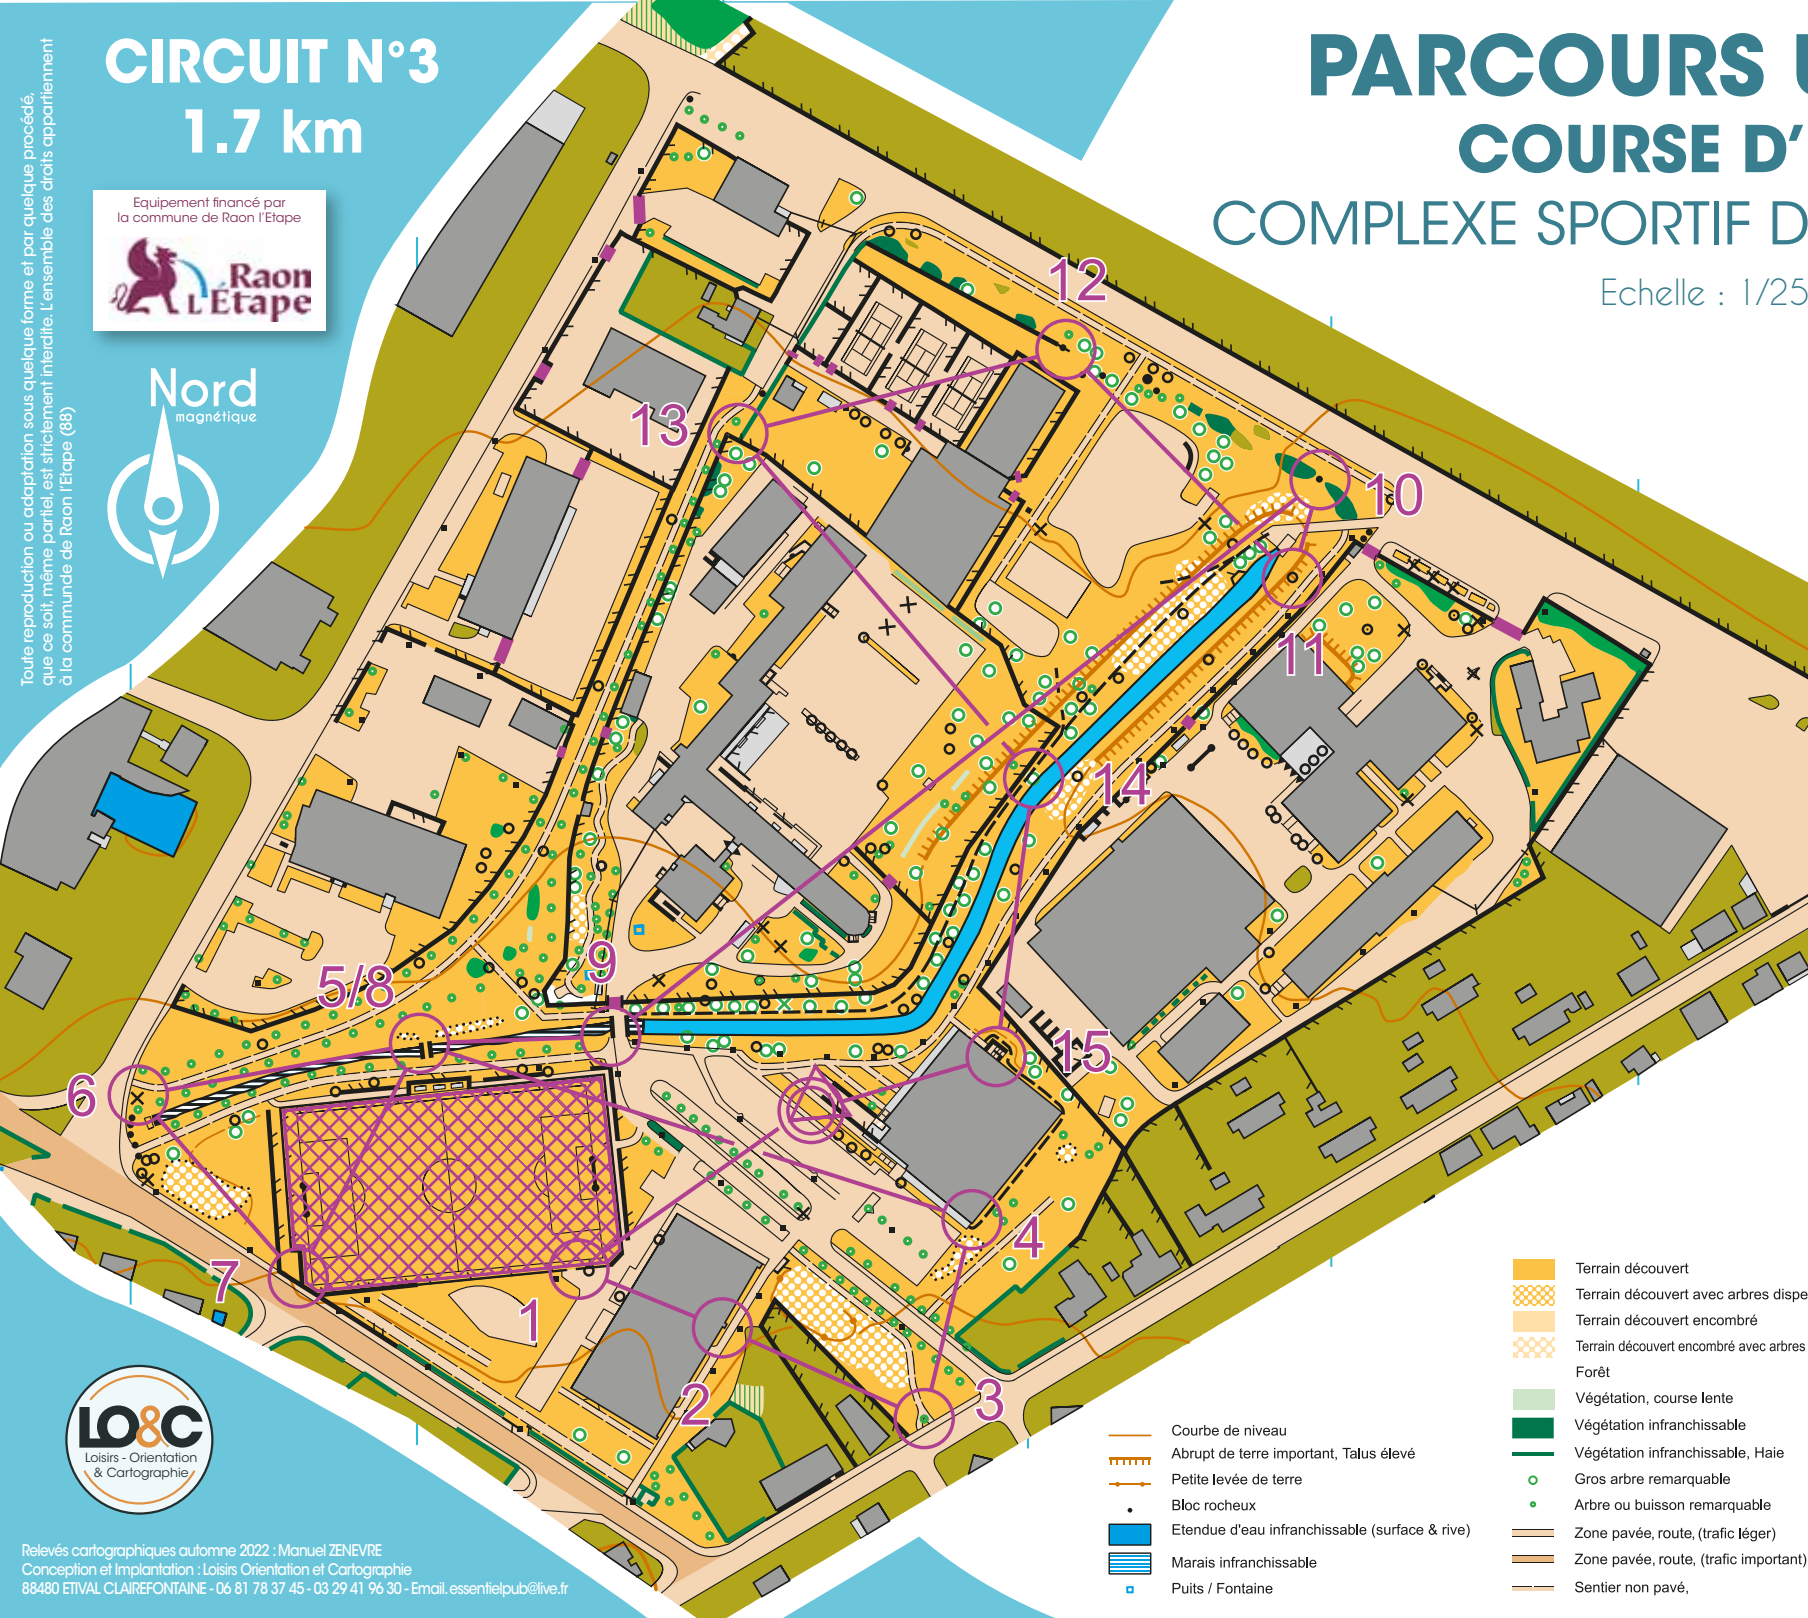 CIRCUIT N°3
1.7 km
Toute reproduction ou adaptation sous quelque forme et par quelque procédé,
que ce soit, même partiel, est strictement interdite. L'ensemble des droits appartiennent
à la commune de Raon l'Etape (88)
Equipement financé par
la commune de Raon l'Etape
Raon
L'Étape
Nord
magnétique
PARCOURS
COURSE D'
COMPLEXE SPORTIF D
Echelle : 1/25
12
13
10
11
14
9
5/8
15
6
4
7
1
2
3
LO&C
Loisirs - Orientation
& Cartographie
Relevés cartographiques automne 2022 : Manuel ZENEVRE
Conception et Implantation : Loisirs Orientation et Cartographie
88480 ETIVAL CLAIREFONTAINE - 06 81 78 37 45 - 03 29 41 96 30 - Email. essentielpub@live.fr
Courbe de niveau
Abrupt de terre important, Talus élevé
Petite levée de terre
Bloc rocheux
Etendue d'eau infranchissable (surface & rive)
Marais infranchissable
Puits / Fontaine
Terrain découvert
Terrain découvert avec arbres dispe
Terrain découvert encombré
Terrain découvert encombré avec arbres
Forêt
Végétation, course lente
Végétation infranchissable
Végétation infranchissable, Haie
Gros arbre remarquable
Arbre ou buisson remarquable
Zone pavée, route, (trafic léger)
Zone pavée, route, (trafic important)
Sentier non pavé,